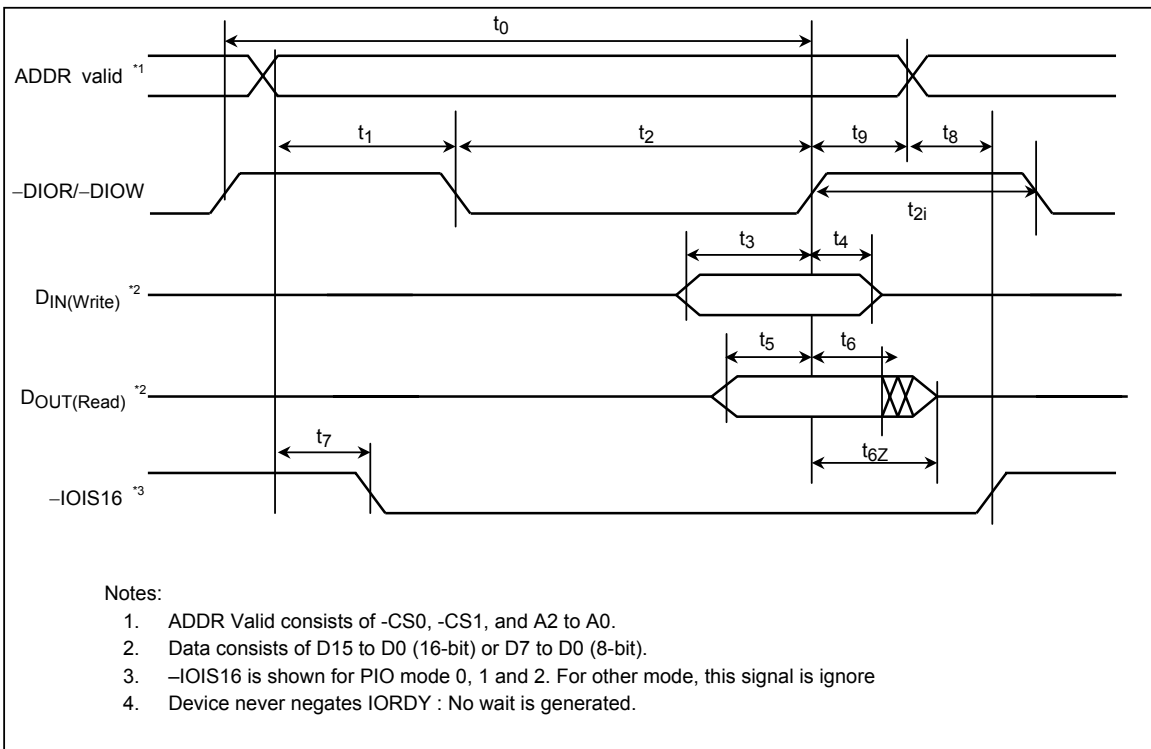 t0
ADDR valid *1
t1 t2 t9 t8
–DIOR/–DIOW
t2i
t3 t4
DIN(Write) *2
t5 t6
DOUT(Read) *2
t7 t6Z
–IOIS16 *3
Notes:
1. ADDR Valid consists of -CS0, -CS1, and A2 to A0.
2. Data consists of D15 to D0 (16-bit) or D7 to D0 (8-bit).
3. –IOIS16 is shown for PIO mode 0, 1 and 2. For other mode, this signal is ignore
4. Device never negates IORDY : No wait is generated.